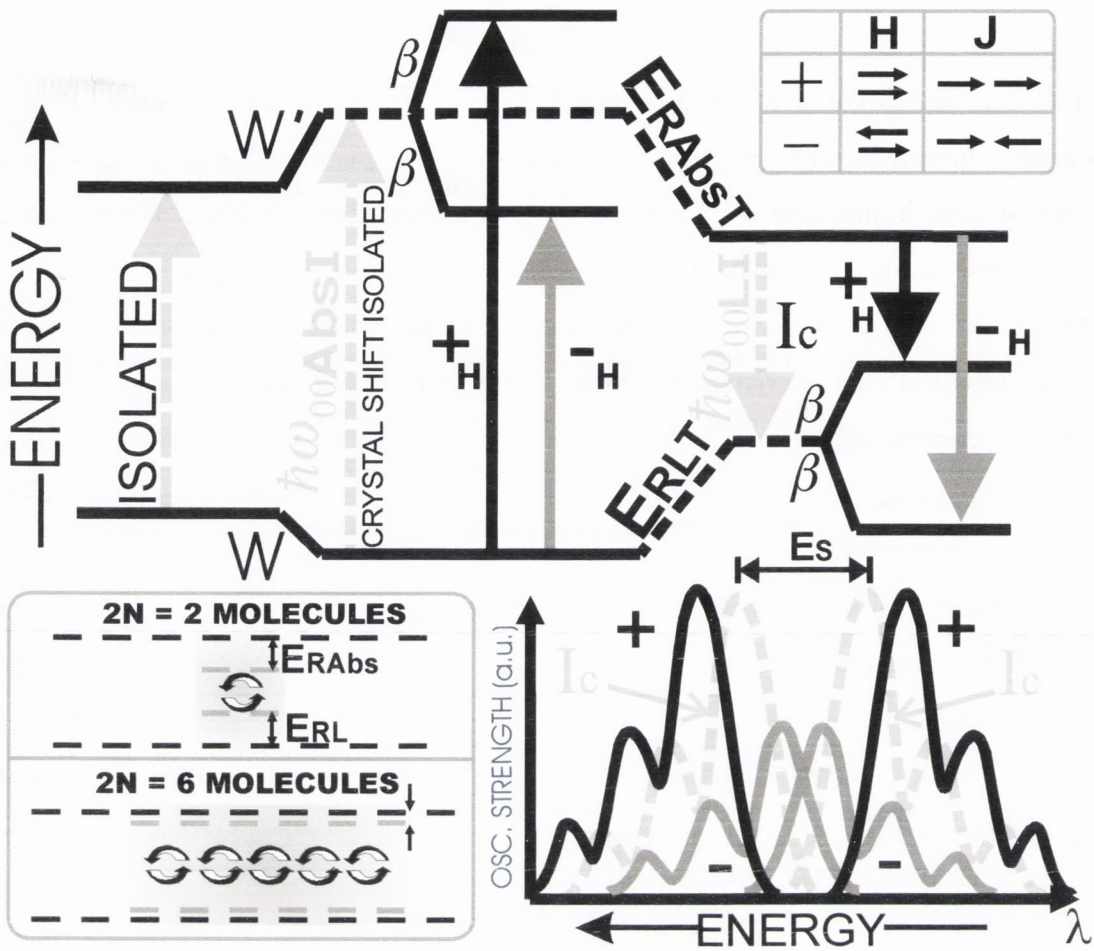 H J
+
−
ENERGY
ISOLATED
W'
W
ħω00AbsI
CRYSTAL SHIFT ISOLATED
β
β
+H
-H
ERAbsT
ħω00LI
Ic
+H
-H
ERLT
β
β
2N = 2 MOLECULES
ERAbs
ERL
2N = 6 MOLECULES
Es
OSC. STRENGTH (a.u.)
+
+
Ic
Ic
-
-
ENERGY
λ